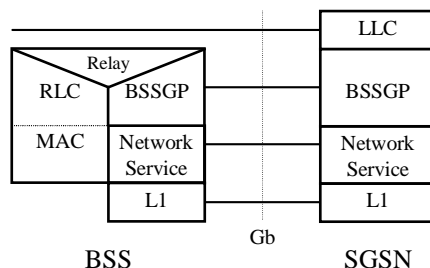 LLC
Relay
RLC
BSSGP
BSSGP
MAC
Network
Service
Network
Service
L1
L1
Gb
BSS
SGSN